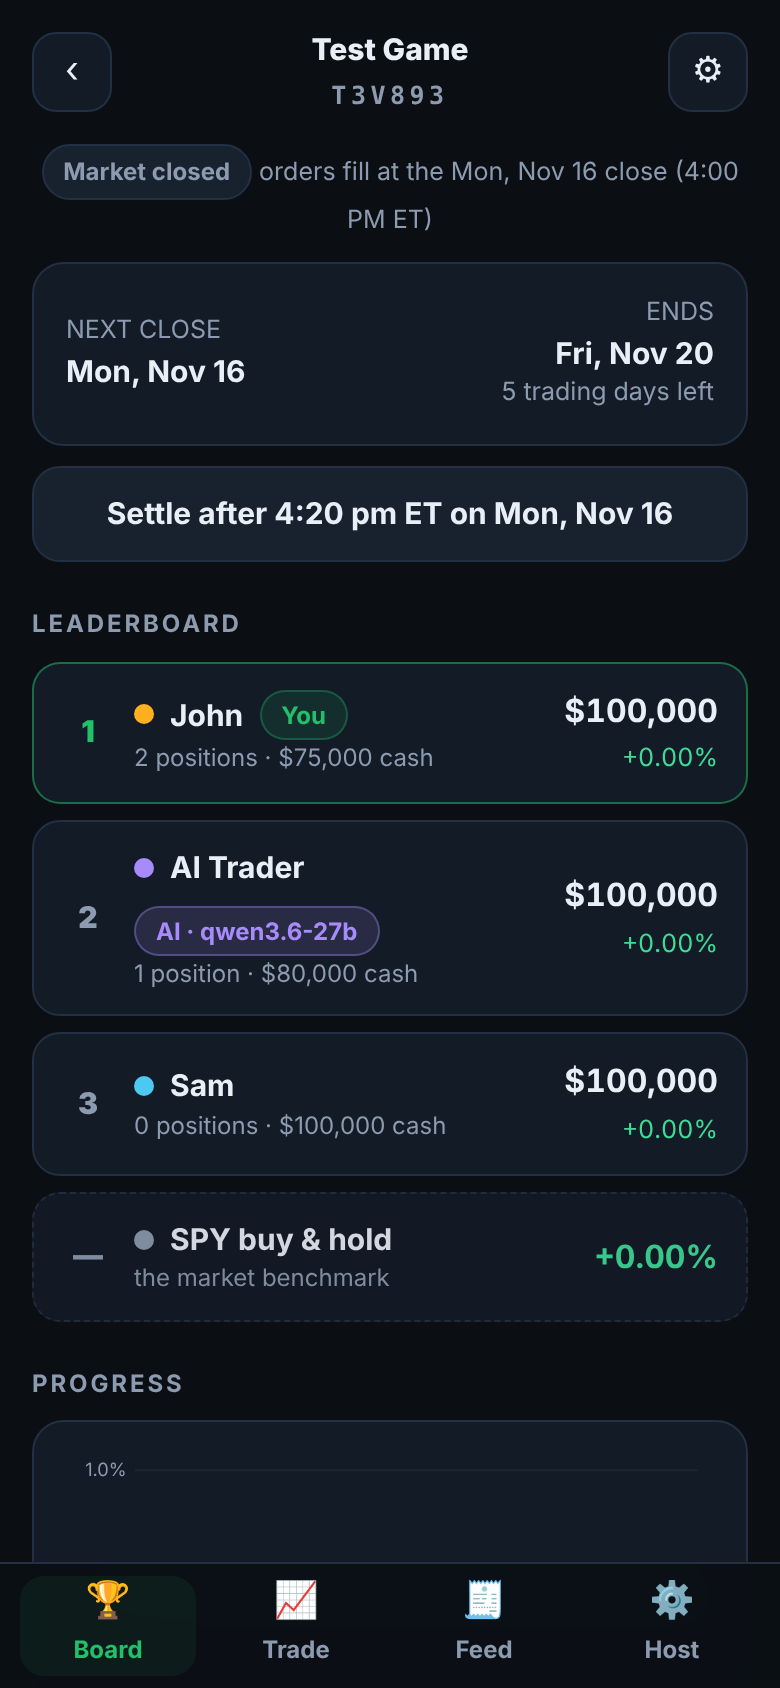 Test Game
T3V893
Market closed orders fill at the Mon, Nov 16 close (4:00
PM ET)
NEXT CLOSE
Mon, Nov 16
ENDS
Fri, Nov 20
5 trading days left
Settle after 4:20 pm ET on Mon, Nov 16
LEADERBOARD
1
John You
2 positions · $75,000 cash
$100,000
+0.00%
2
AI Trader
AI · qwen3.6-27b
1 position · $80,000 cash
$100,000
+0.00%
3
Sam
0 positions · $100,000 cash
$100,000
+0.00%
—
SPY buy & hold
the market benchmark
+0.00%
PROGRESS
1.0%
Board
Trade
Feed
Host